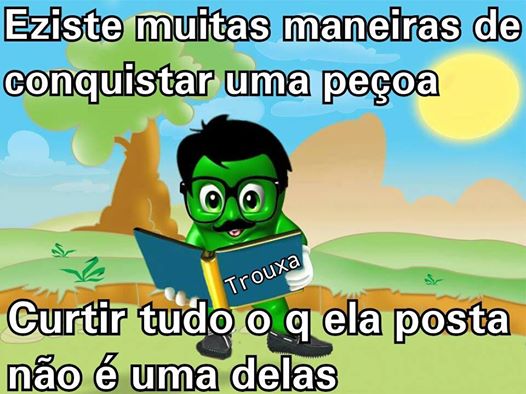 Eziste muitas maneiras de
conquistar uma peçoa
Trouxa
Curtir tudo o q ela posta
não é uma delas